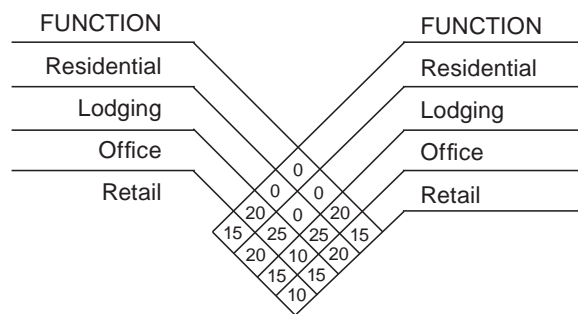 FUNCTION FUNCTION
Residential Residential
Lodging Lodging
Office Office
Retail Retail
0
0 0
20 0 20
15 25 25 15
20 10 20
15 15
10